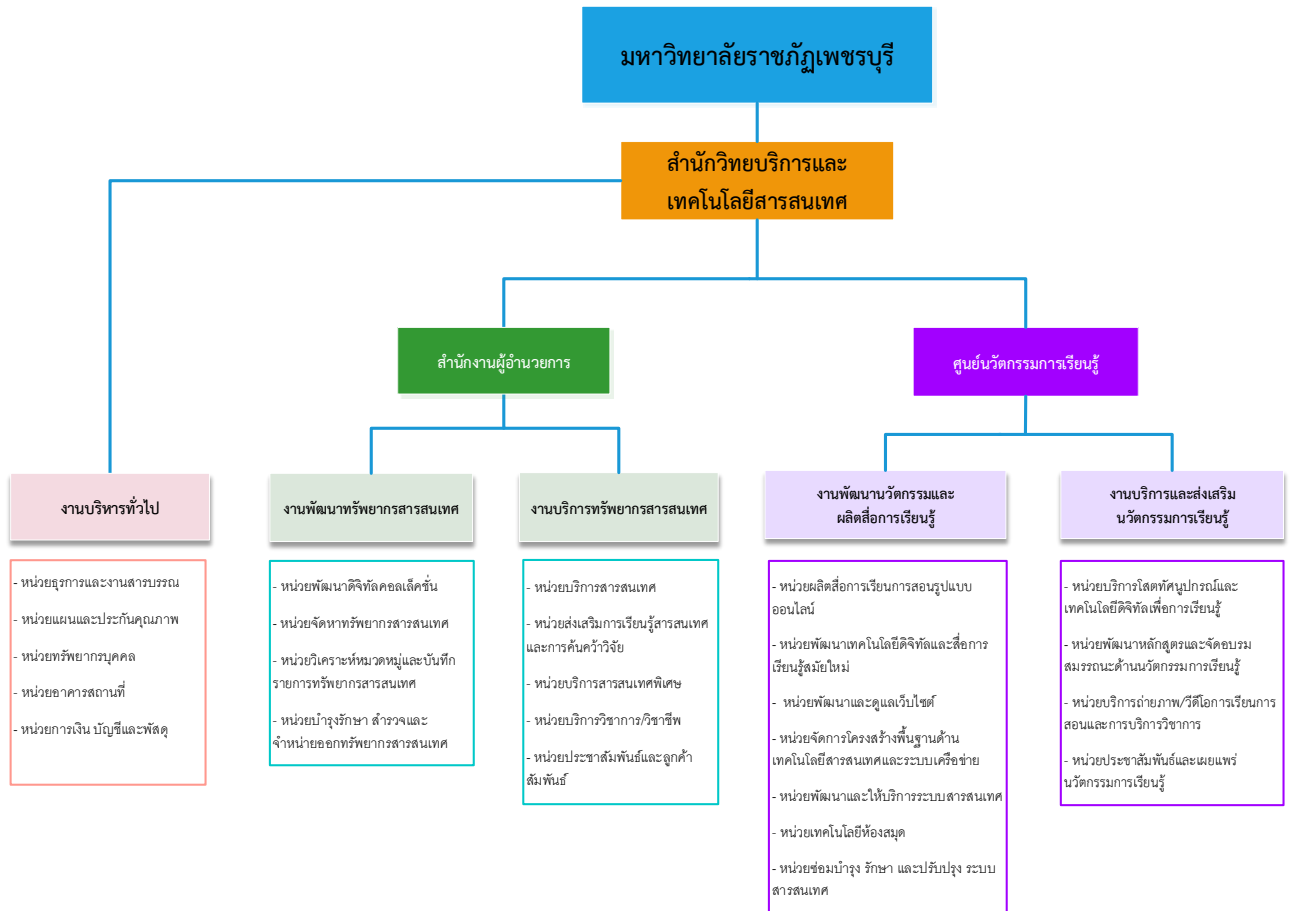 มหาวิทยาลัยราชภัฏเพชรบุรี
สำนักวิทยบริการและ
เทคโนโลยีสารสนเทศ
สำนักงานผู้อำนวยการ
ศูนย์นวัตกรรมการเรียนรู้
งานบริหารทั่วไป
- หน่วยธุรการและงานสารบรรณ
- หน่วยแผนและประกันคุณภาพ
- หน่วยทรัพยากรบุคคล
- หน่วยอาคารสถานที่
- หน่วยการเงิน บัญชีและพัสดุ
งานพัฒนาทรัพยากรสารสนเทศ
- หน่วยพัฒนาดิจิทัลคอลเล็คชั่น
- หน่วยจัดหาทรัพยากรสารสนเทศ
- หน่วยวิเคราะห์หมวดหมู่และบันทึก
รายการทรัพยากรสารสนเทศ
- หน่วยบำรุงรักษา สำรวจและ
จำหน่ายออกทรัพยากรสารสนเทศ
งานบริการทรัพยากรสารสนเทศ
- หน่วยบริการสารสนเทศ
- หน่วยส่งเสริมการเรียนรู้สารสนเทศ
และการค้นคว้าวิจัย
- หน่วยบริการสารสนเทศพิเศษ
- หน่วยบริการวิชาการ/วิชาชีพ
- หน่วยประชาสัมพันธ์และลูกค้า
สัมพันธ์
งานพัฒนานวัตกรรมและ
ผลิตสื่อการเรียนรู้
- หน่วยผลิตสื่อการเรียนการสอนรูปแบบ
ออนไลน์
- หน่วยพัฒนาเทคโนโลยีดิจิทัลและสื่อการ
เรียนรู้สมัยใหม่
- หน่วยพัฒนาและดูแลเว็บไซต์
- หน่วยจัดการโครงสร้างพื้นฐานด้าน
เทคโนโลยีสารสนเทศและระบบเครือข่าย
- หน่วยพัฒนาและให้บริการระบบสารสนเทศ
- หน่วยเทคโนโลยีห้องสมุด
- หน่วยซ่อมบำรุง รักษา และปรับปรุง ระบบ
สารสนเทศ
งานบริการและส่งเสริม
นวัตกรรมการเรียนรู้
- หน่วยบริการโสตทัศนูปกรณ์และ
เทคโนโลยีดิจิทัลเพื่อการเรียนรู้
- หน่วยพัฒนาหลักสูตรและจัดอบรม
สมรรถนะด้านนวัตกรรมการเรียนรู้
- หน่วยบริการถ่ายภาพ/วีดีโอการเรียนการ
สอนและการบริการวิชาการ
- หน่วยประชาสัมพันธ์และเผยแพร่
นวัตกรรมการเรียนรู้